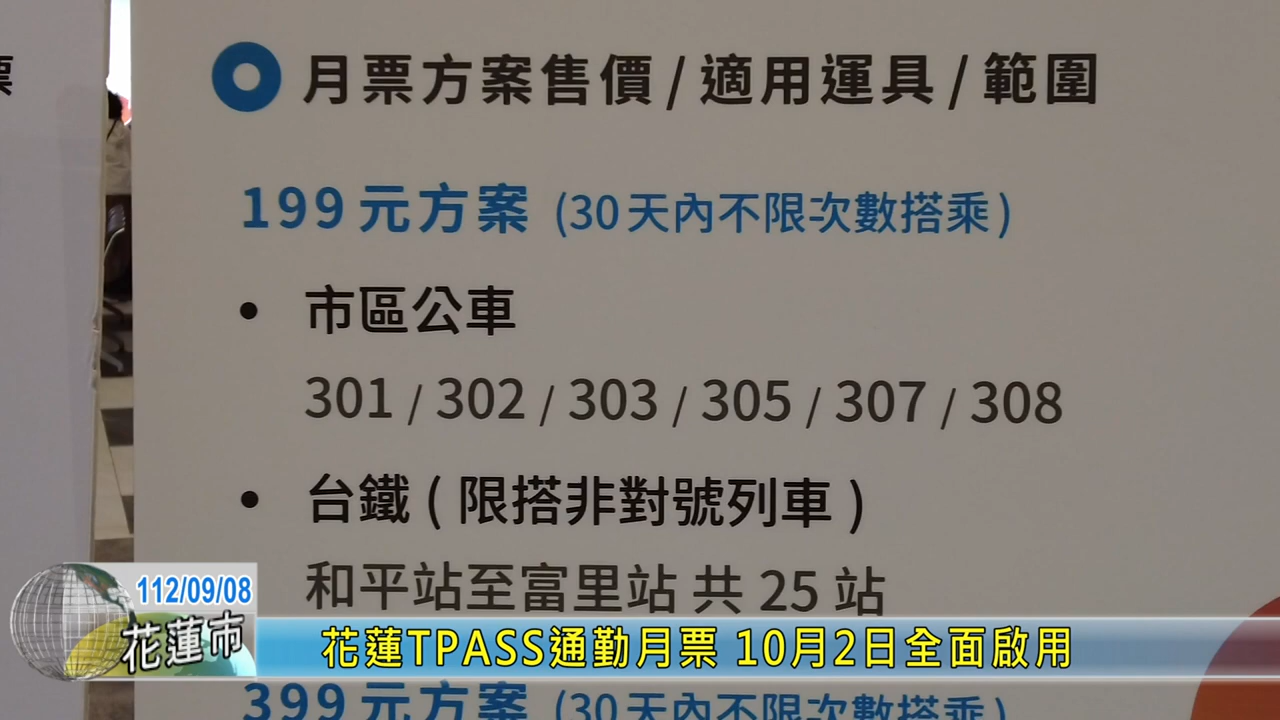 票
月票方案售價/適用運具/範圍
199元方案 (30天內不限次數搭乘)
• 市區公車
301 / 302 / 303 / 305 / 307 / 308
• 台鐵(限搭非對號列車)
和平站至富里站 共 25 站
112/09/08
花蓮市
花蓮TPASS通勤月票 10月2日全面啟用
399元方案 (30天內不限次數搭乘)